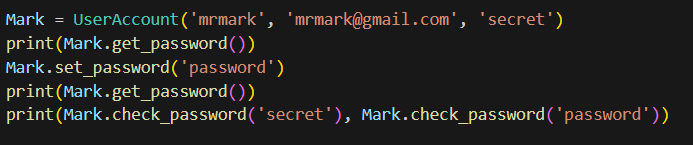 Mark = UserAccount('mrmark', 'mrmark@gmail.com', 'secret')
print(Mark.get_password())
Mark.set_password('password')
print(Mark.get_password())
print(Mark.check_password('secret'), Mark.check_password('password'))